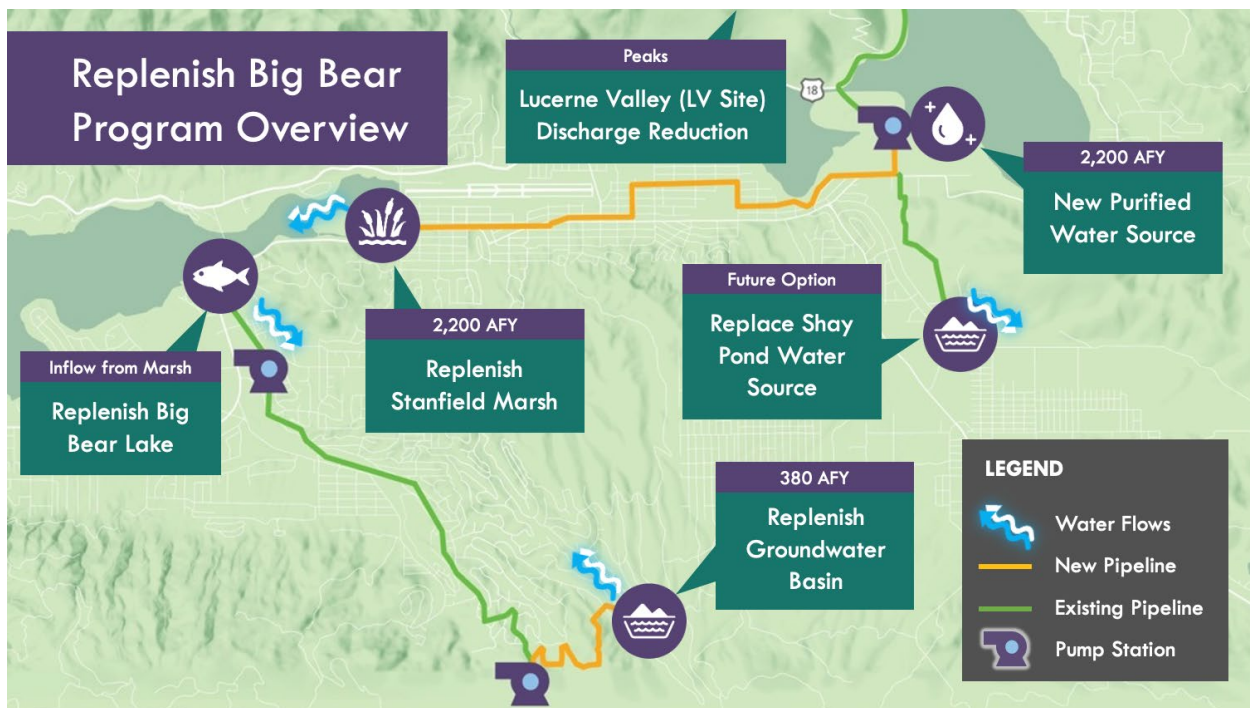 Replenish Big Bear
Program Overview
Peaks
Lucerne Valley (LV Site)
Discharge Reduction
18
2,200 AFY
New Purified
Water Source
Future Option
Replace Shay
Pond Water
Source
2,200 AFY
Replenish
Stanfield Marsh
Inflow from Marsh
Replenish Big
Bear Lake
380 AFY
Replenish
Groundwater
Basin
LEGEND
Water Flows
New Pipeline
Existing Pipeline
Pump Station